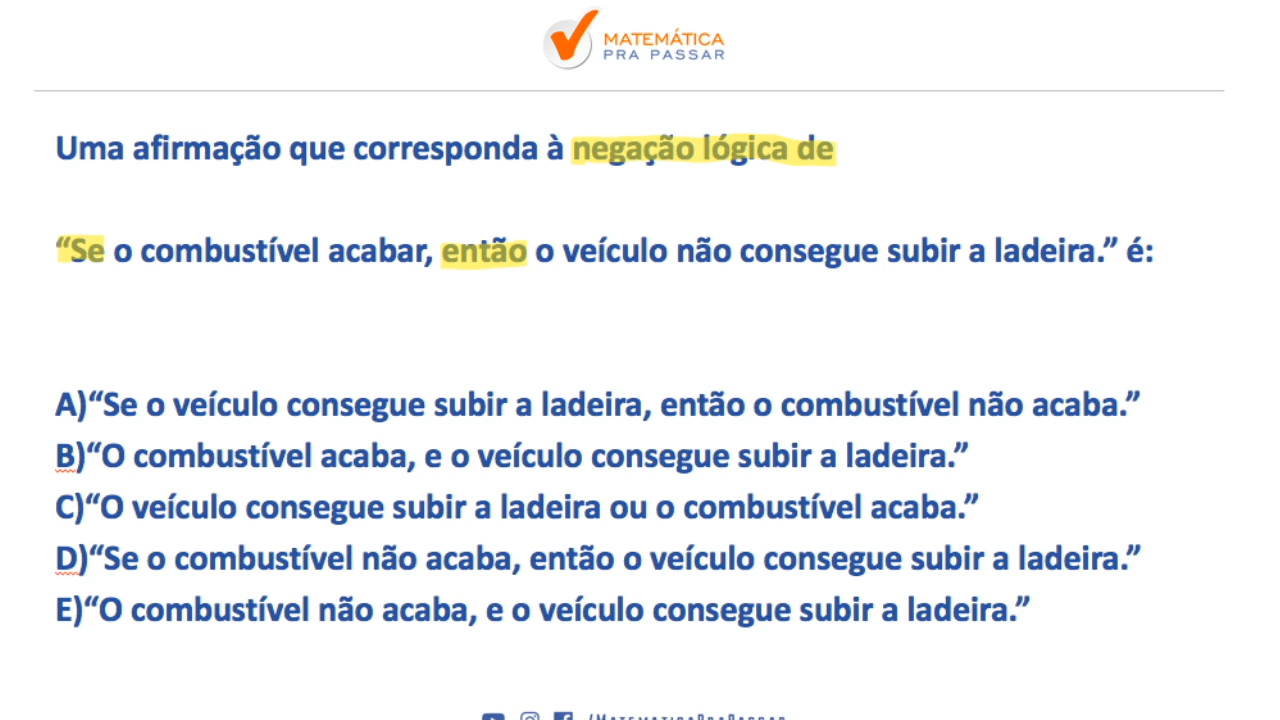 MATEMÁTICA
PRA PASSAR
Uma afirmação que corresponda à negação lógica de
“Se o combustível acabar, então o veículo não consegue subir a ladeira.” é:
A)“Se o veículo consegue subir a ladeira, então o combustível não acaba.”
B)“O combustível acaba, e o veículo consegue subir a ladeira.”
C)“O veículo consegue subir a ladeira ou o combustível acaba.”
D)“Se o combustível não acaba, então o veículo consegue subir a ladeira.”
E)“O combustível não acaba, e o veículo consegue subir a ladeira.”
/MATEMATICAPRAPASSAR